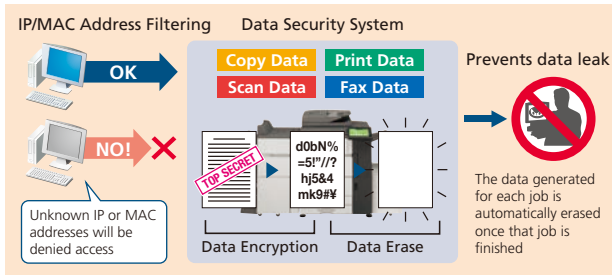 IP/MAC Address Filtering
Data Security System
OK
NO!
Unknown IP or MAC
addresses will be
denied access
Copy Data
Print Data
Scan Data
Fax Data
TOP SECRET
d0bN%
=5!"//?
hj5&4
mk9#¥
Data Encryption
Data Erase
Prevents data leak
The data generated
for each job is
automatically erased
once that job is
finished